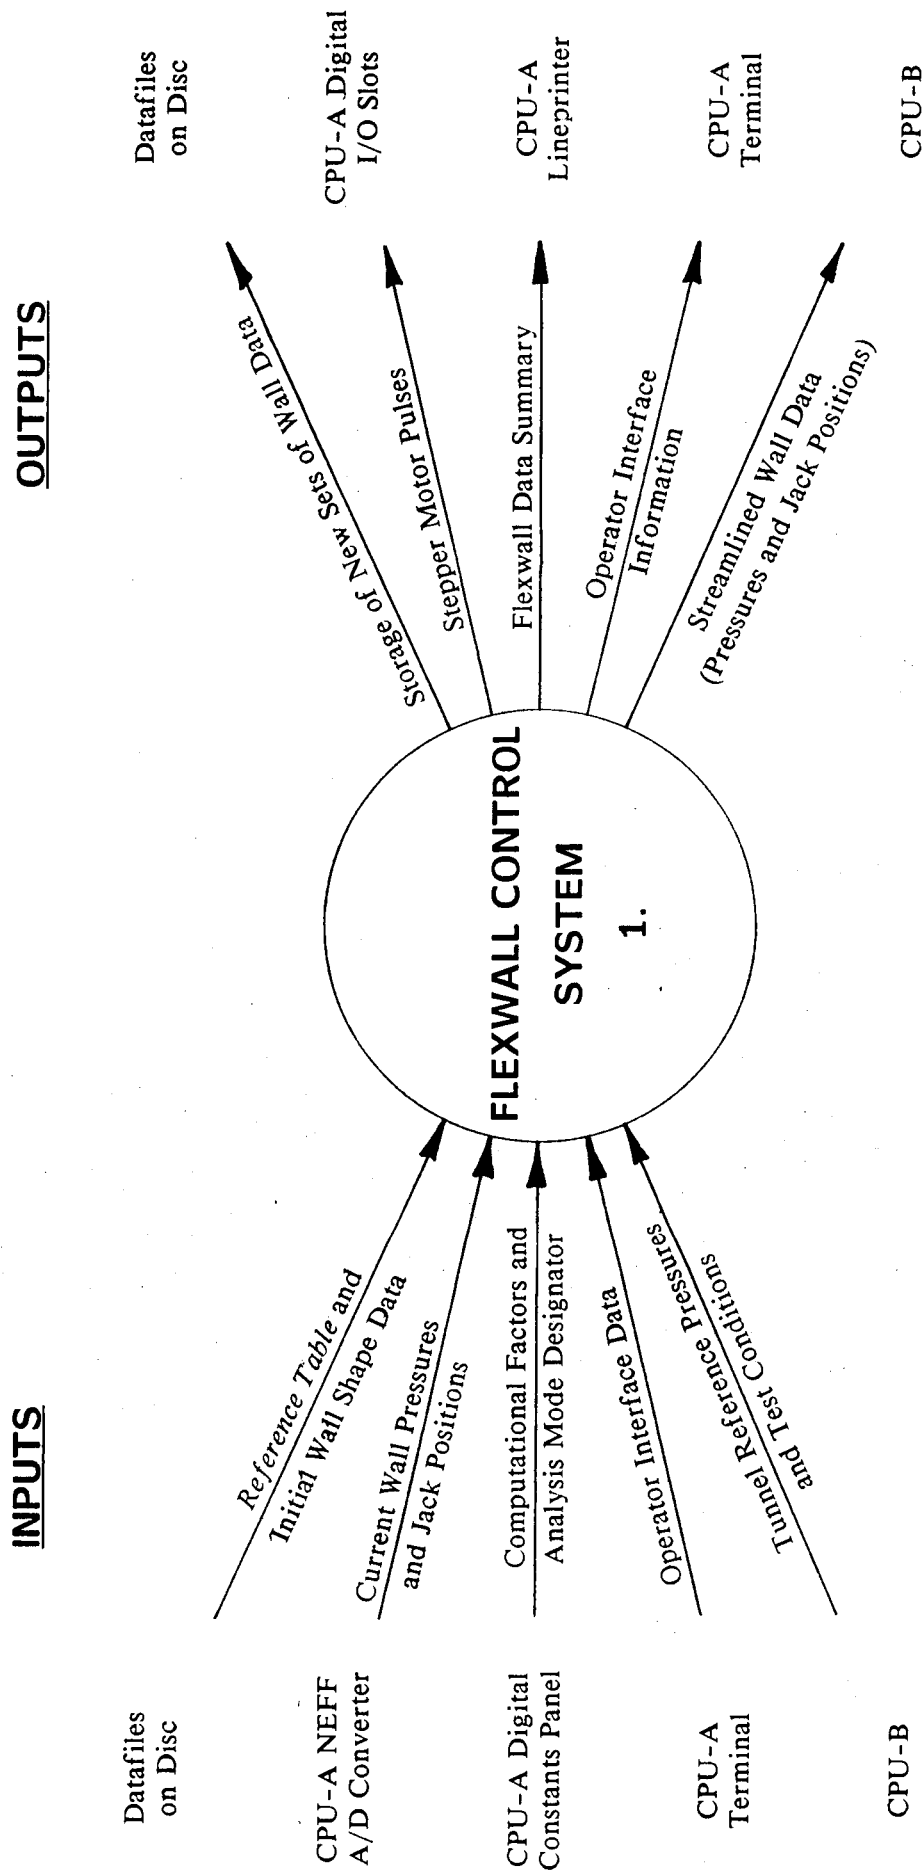 INPUTS
OUTPUTS
Datafiles
on Disc
Reference Table and
Initial Wall Shape Data
CPU-A NEFF
A/D Converter
Current Wall Pressures
and Jack Positions
CPU-A Digital
Constants Panel
Computational Factors and
Analysis Mode Designator
CPU-A
Terminal
Operator Interface Data
CPU-B
Tunnel Reference Pressures
and Test Conditions
FLEXWALL CONTROL
SYSTEM
1.
Storage of New Sets of Wall Data
Datafiles
on Disc
Stepper Motor Pulses
CPU-A Digital
I/O Slots
Flexwall Data Summary
CPU-A
Lineprinter
Operator Interface
Information
CPU-A
Terminal
Streamlined Wall Data
(Pressures and Jack Positions)
CPU-B